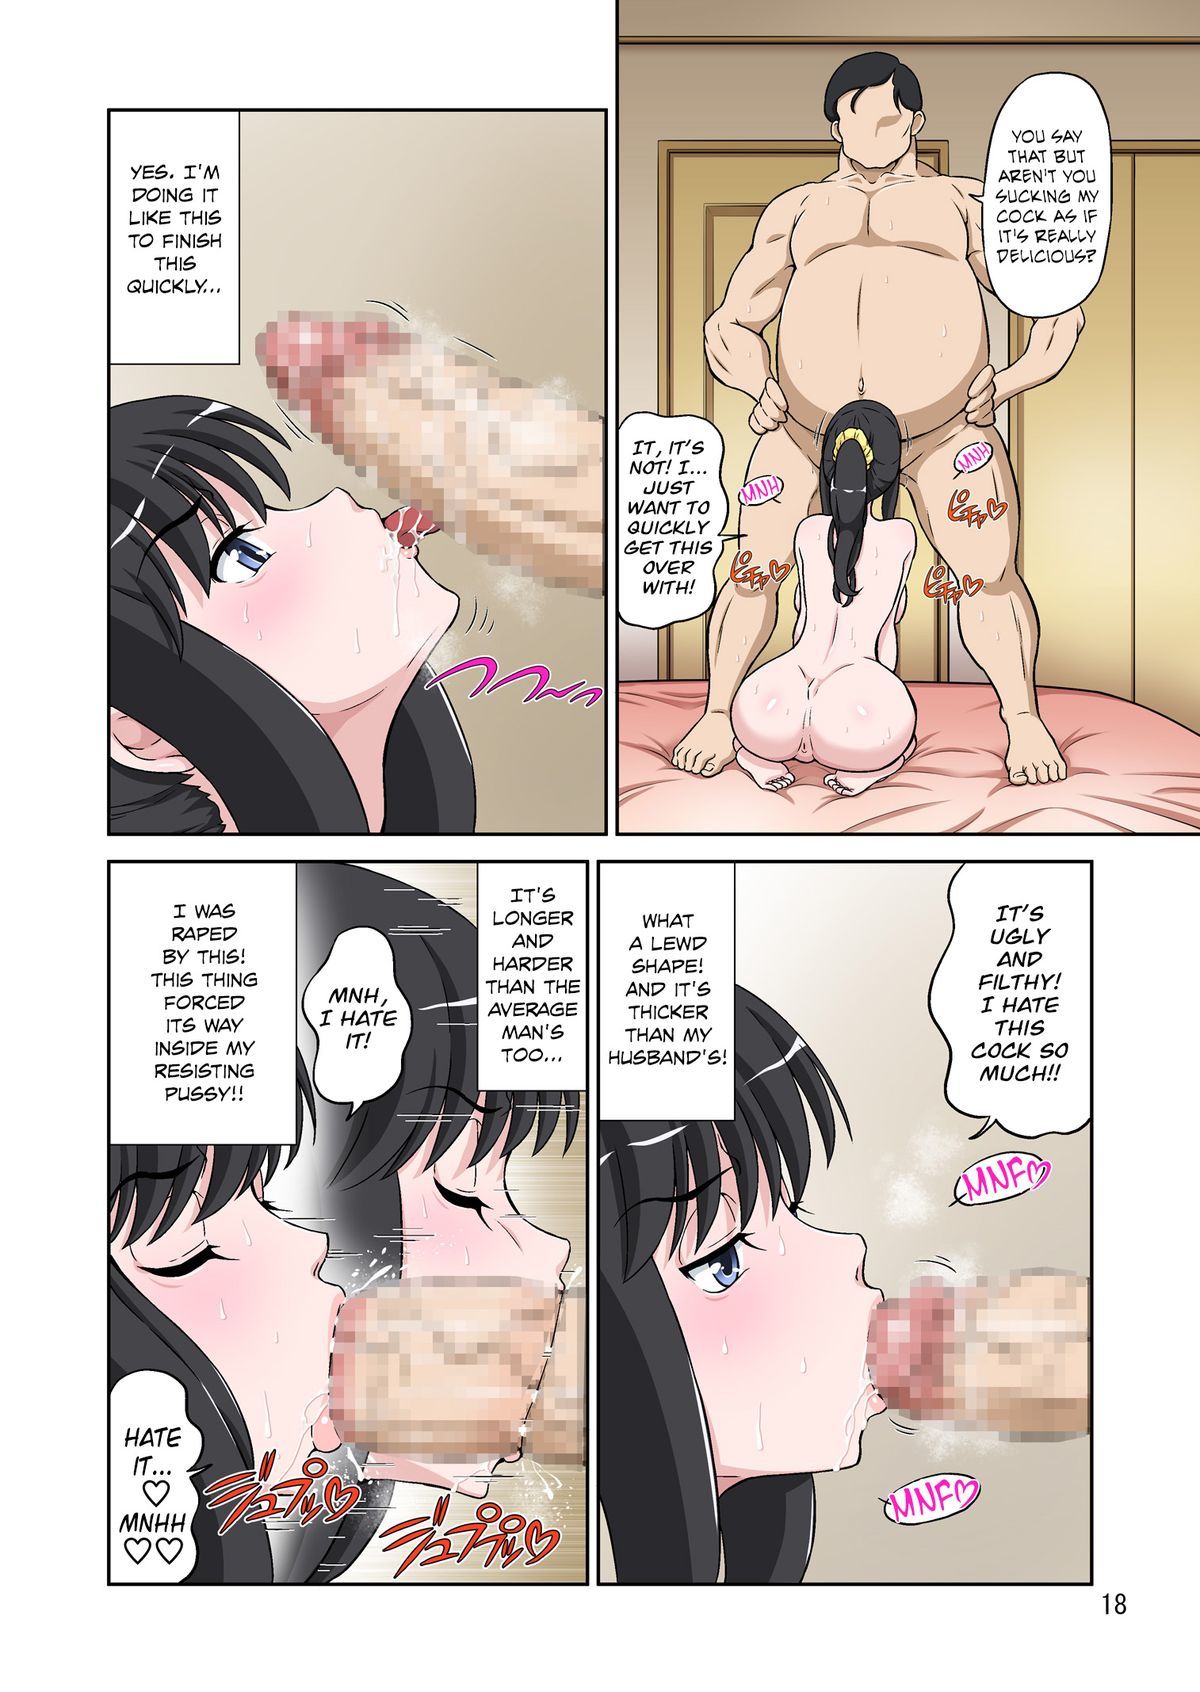 YOU SAY
THAT BUT
AREN'T YOU
SUCKING MY
COCK AS IF
IT'S REALLY
DELICIOUS?
MNH
MNH
IT, IT'S
NOT! I...
JUST
WANT TO
QUICKLY
GET THIS
OVER
WITH!
ピチャ♡
ピチャ♡
ピチャ♡
YES. I'M
DOING IT
LIKE THIS
TO FINISH
THIS
QUICKLY...
IT'S
UGLY
AND
FILTHY!
I HATE
THIS
COCK SO
MUCH!!
MNF♡
WHAT
A LEWD
SHAPE!
AND IT'S
THICKER
THAN MY
HUSBAND'S!
MNF♡
IT'S
LONGER
AND
HARDER
THAN THE
AVERAGE
MAN'S
TOO...
MNH,
I HATE
IT!
I WAS
RAPED
BY THIS!
THIS THING
FORCED
ITS WAY
INSIDE MY
RESISTING
PUSSY!!
ジュプッ♡
ジュププッ♡
HATE
IT...
♡
MNHH
♡♡
18